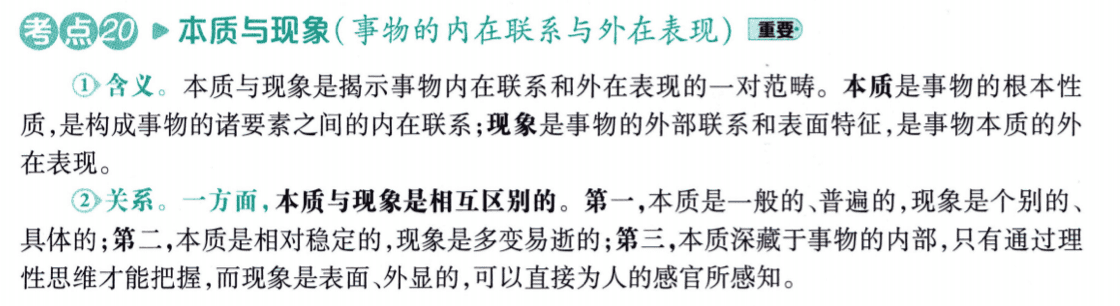 考点20 ▶ 本质与现象(事物的内在联系与外在表现) 重要
①含义。本质与现象是揭示事物内在联系和外在表现的一对范畴。本质是事物的根本性
质,是构成事物的诸要素之间的内在联系;现象是事物的外部联系和表面特征,是事物本质的外
在表现。
②关系。一方面,本质与现象是相互区别的。第一,本质是一般的、普遍的,现象是个别的、
具体的;第二,本质是相对稳定的,现象是多变易逝的;第三,本质深藏于事物的内部,只有通过理
性思维才能把握,而现象是表面、外显的,可以直接为人的感官所感知。